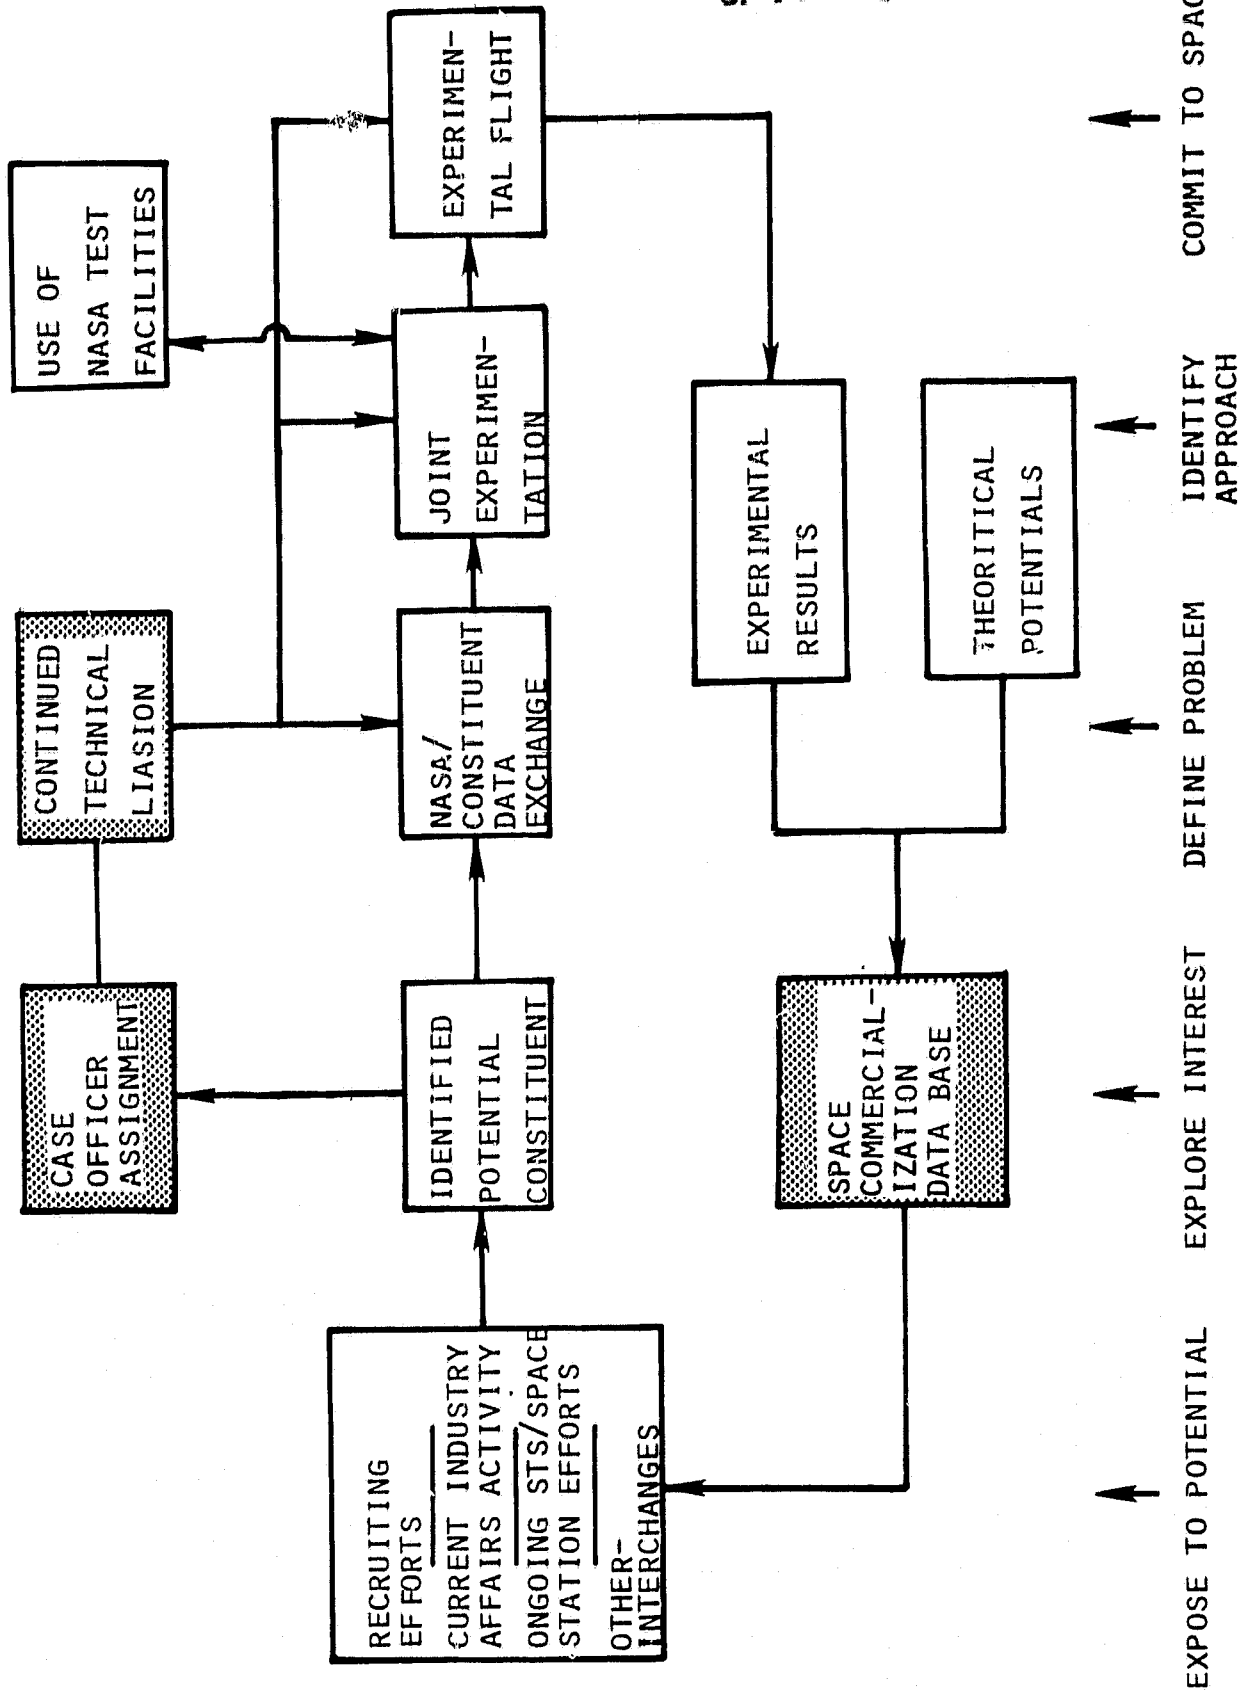 USE OF
NASA TEST
FACILITIES
CONTINUED
TECHNICAL
LIASION
CASE
OFFICER
ASSIGNMENT
EXPERIMEN-
TAL FLIGHT
JOINT
EXPERIMEN-
TATION
NASA/
CONSTITUENT
DATA
EXCHANGE
IDENTIFIED
POTENTIAL
CONSTITUENT
RECRUITING
EFFORTS
CURRENT INDUSTRY
AFFAIRS ACTIVITY
ONGOING STS/SPACE
STATION EFFORTS
OTHER-
INTERCHANGES
EXPERIMENTAL
RESULTS
THEORITICAL
POTENTIALS
SPACE
COMMERCIAL-
IZATION
DATA BASE
EXPOSE TO POTENTIAL
EXPLORE INTEREST
DEFINE PROBLEM
IDENTIFY
APPROACH
COMMIT TO